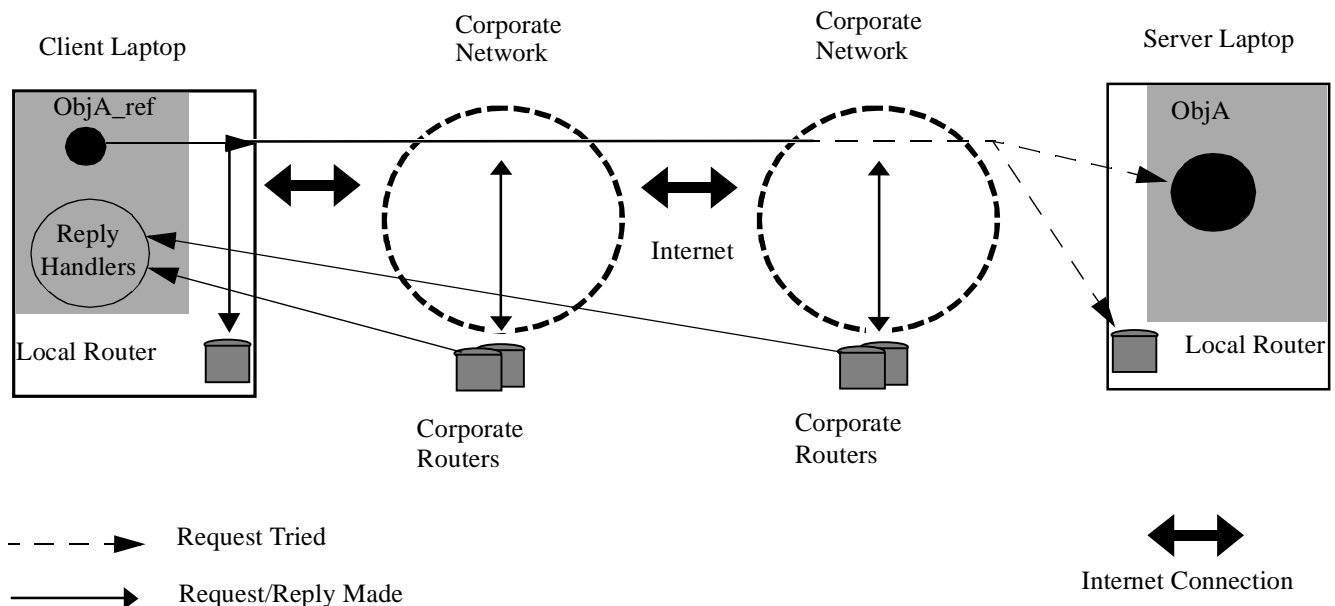 Client Laptop
Corporate
Network
Corporate
Network
Server Laptop
ObjA_ref
ObjA
Reply
Handlers
Internet
Local Router
Local Router
Corporate
Routers
Corporate
Routers
Request Tried
Request/Reply Made
Internet Connection